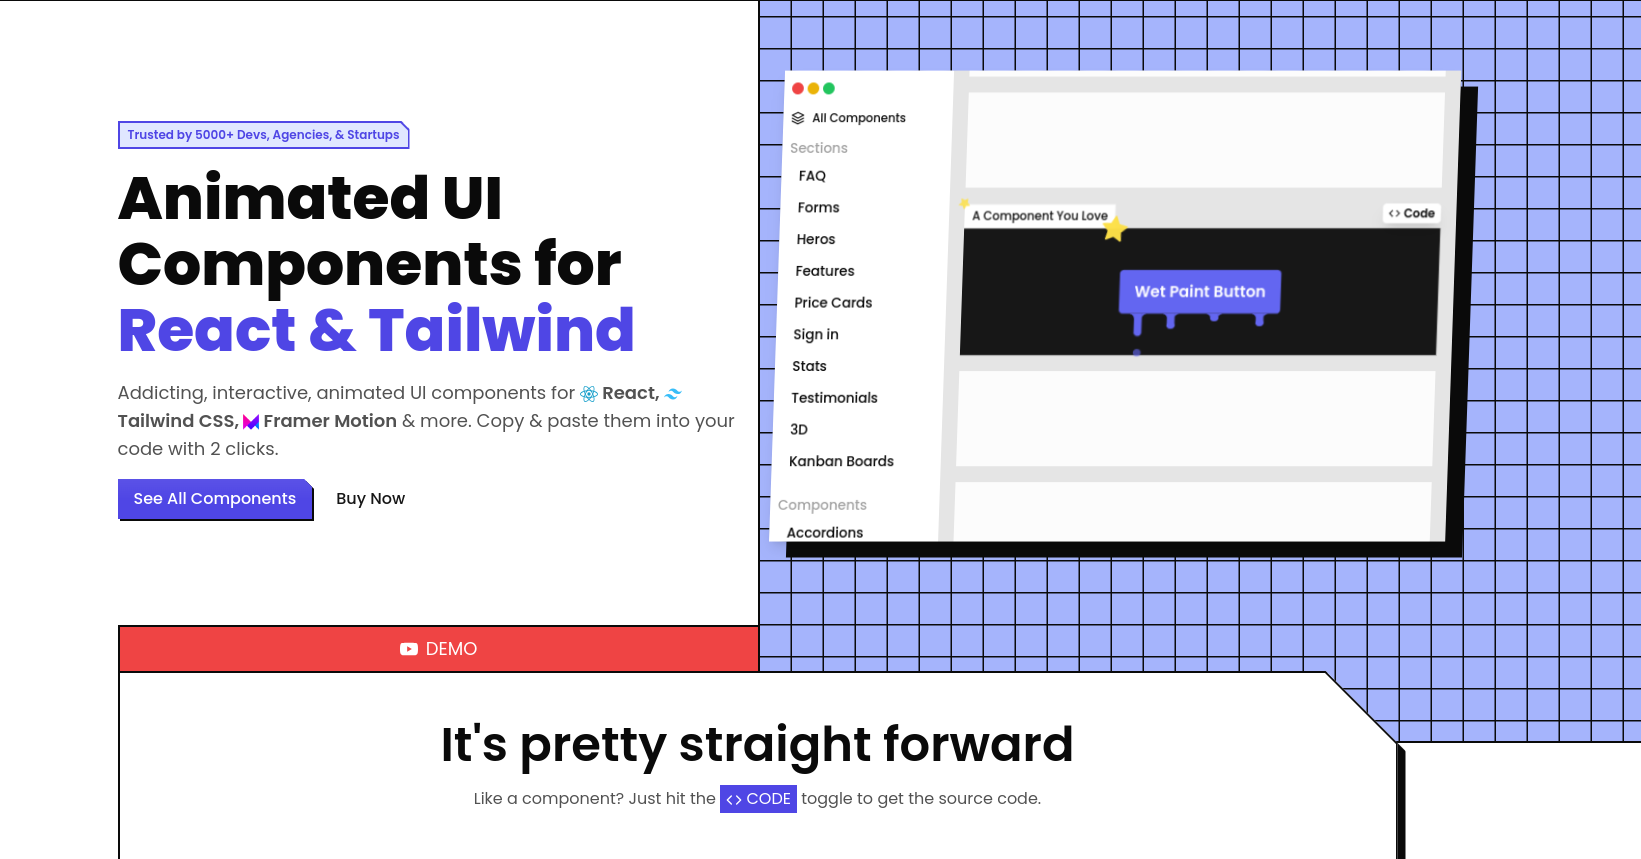 Trusted by 5000+ Devs, Agencies, & Startups
Animated UI
Components for
React & Tailwind
Addicting, interactive, animated UI components for React,
Tailwind CSS, Framer Motion & more. Copy & paste them into your
code with 2 clicks.
See All Components
Buy Now
All Components
Sections
FAQ
Forms
Heros
Features
Price Cards
Sign in
Stats
Testimonials
3D
Kanban Boards
Components
Accordions
A Component You Love
<> Code
Wet Paint Button
DEMO
It's pretty straight forward
Like a component? Just hit the <> CODE toggle to get the source code.